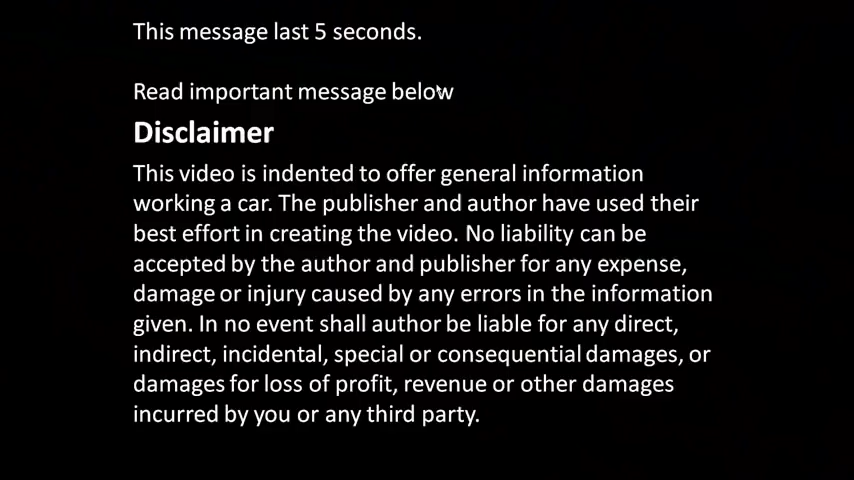 This message last 5 seconds.
Read important message below
Disclaimer
This video is indented to offer general information
working a car. The publisher and author have used their
best effort in creating the video. No liability can be
accepted by the author and publisher for any expense,
damage or injury caused by any errors in the information
given. In no event shall author be liable for any direct,
indirect, incidental, special or consequential damages, or
damages for loss of profit, revenue or other damages
incurred by you or any third party.